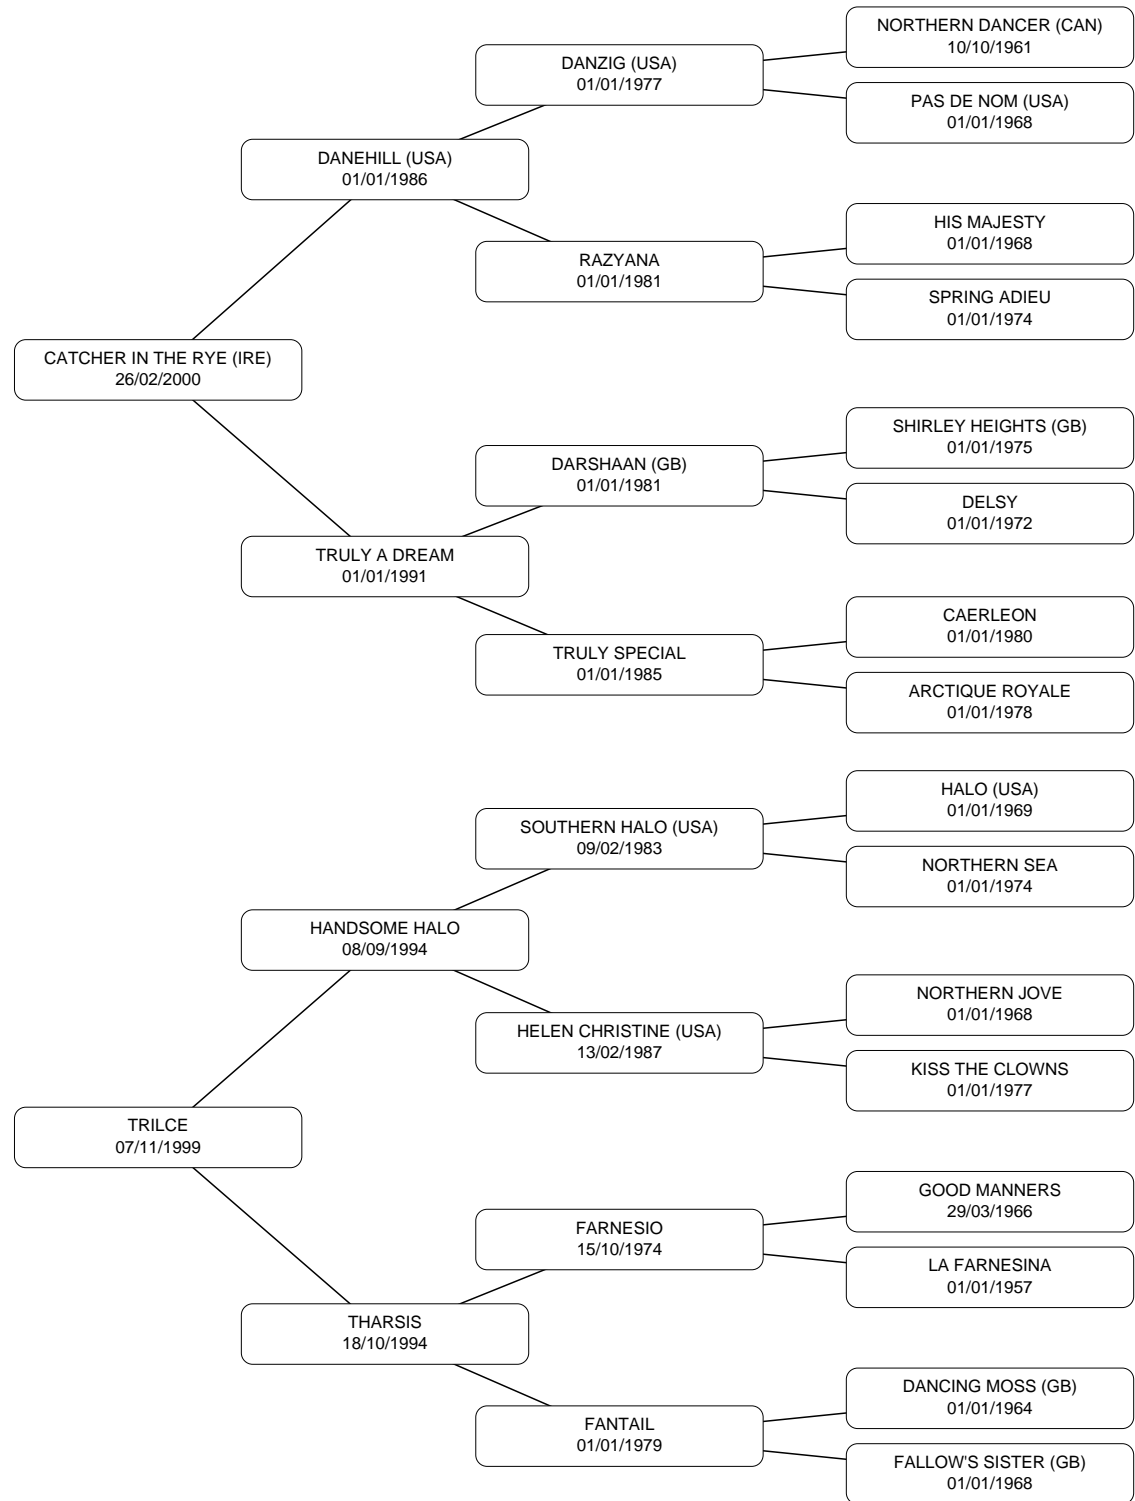 NORTHERN DANCER (CAN)
10/10/1961
DANZIG (USA)
01/01/1977
PAS DE NOM (USA)
01/01/1968
DANEHILL (USA)
01/01/1986
HIS MAJESTY
01/01/1968
RAZYANA
01/01/1981
SPRING ADIEU
01/01/1974
CATCHER IN THE RYE (IRE)
26/02/2000
SHIRLEY HEIGHTS (GB)
01/01/1975
DARSHAAN (GB)
01/01/1981
DELSY
01/01/1972
TRULY A DREAM
01/01/1991
CAERLEON
01/01/1980
TRULY SPECIAL
01/01/1985
ARCTIQUE ROYALE
01/01/1978
HALO (USA)
01/01/1969
SOUTHERN HALO (USA)
09/02/1983
NORTHERN SEA
01/01/1974
HANDSOME HALO
08/09/1994
NORTHERN JOVE
01/01/1968
HELEN CHRISTINE (USA)
13/02/1987
KISS THE CLOWNS
01/01/1977
TRILCE
07/11/1999
GOOD MANNERS
29/03/1966
FARNESIO
15/10/1974
LA FARNESINA
01/01/1957
THARSIS
18/10/1994
DANCING MOSS (GB)
01/01/1964
FANTAIL
01/01/1979
FALLOW'S SISTER (GB)
01/01/1968